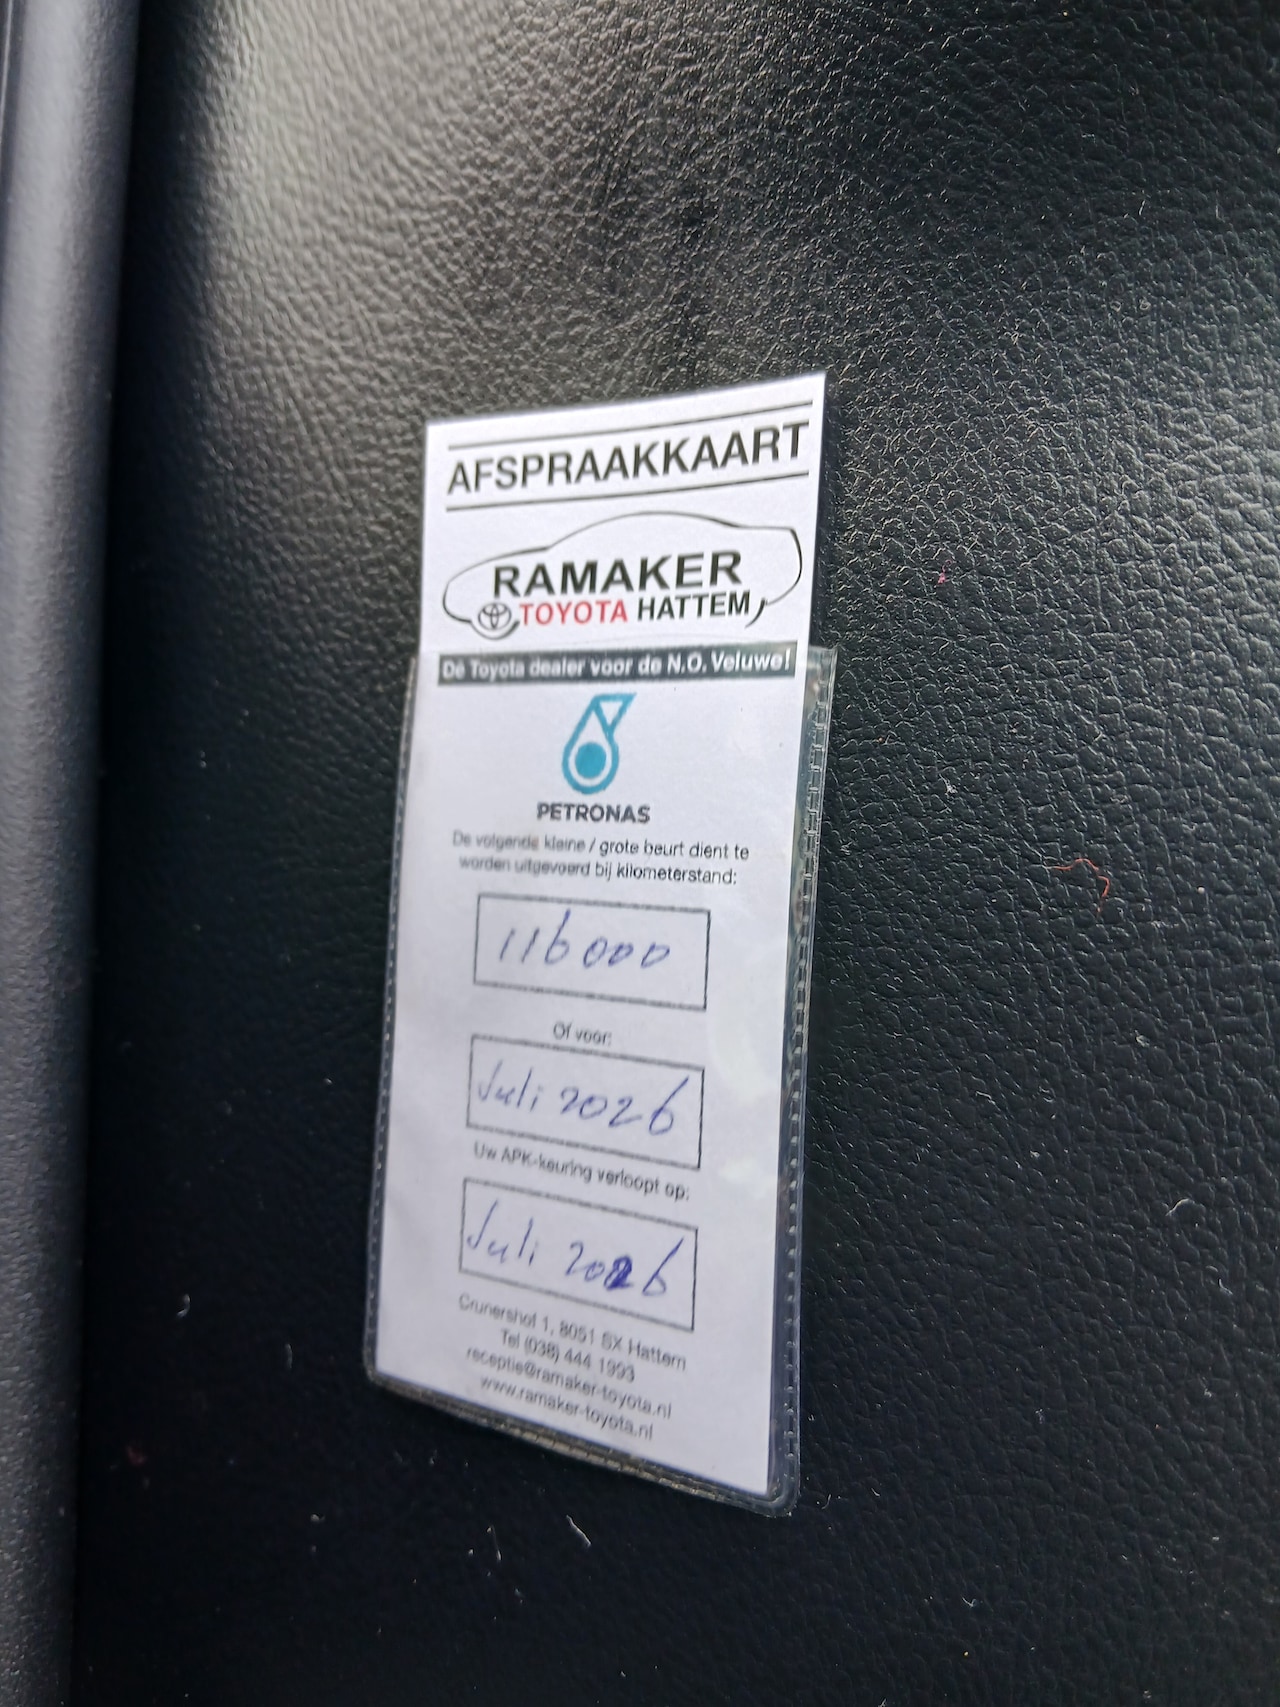 AFSPRAAKKAART
RAMAKER
TOYOTA HATTEM
Dé Toyota dealer voor de N.O. Veluwe!
PETRONAS
De volgende kleine / grote beurt dient te
worden uitgevoerd bij kilometerstand:
116000
Of voor:
Juli 2026
Uw APK-keuring verloopt op:
Juli 2026
Crunershof 1, 8051 SX Hattem
Tel (038) 444 1993
receptie@ramaker-toyota.nl
www.ramaker-toyota.nl